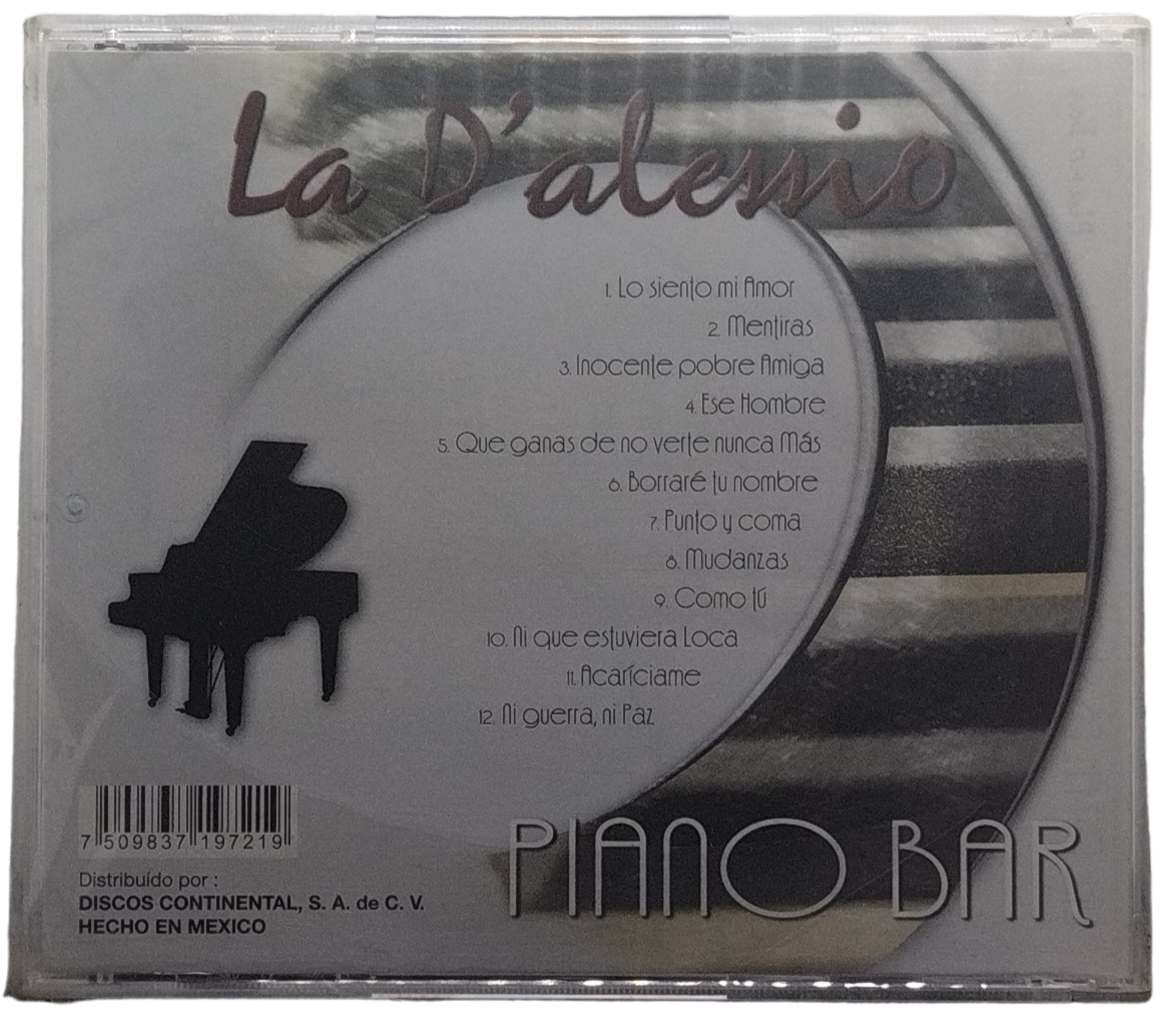 La D'alessio
1. Lo siento mi Amor
2. Mentiras
3. Inocente pobre Amiga
4. Ese Hombre
5. Que ganas de no verte nunca Más
6. Borraré tu nombre
7. Punto y coma
8. Mudanzas
9. Como tú
10. Ni que estuviera Loca
11. Acaríciame
12. Ni guerra, ni Paz
7 509837 197219
Distribuído por :
DISCOS CONTINENTAL, S. A. de C. V.
HECHO EN MEXICO
PIANO BAR